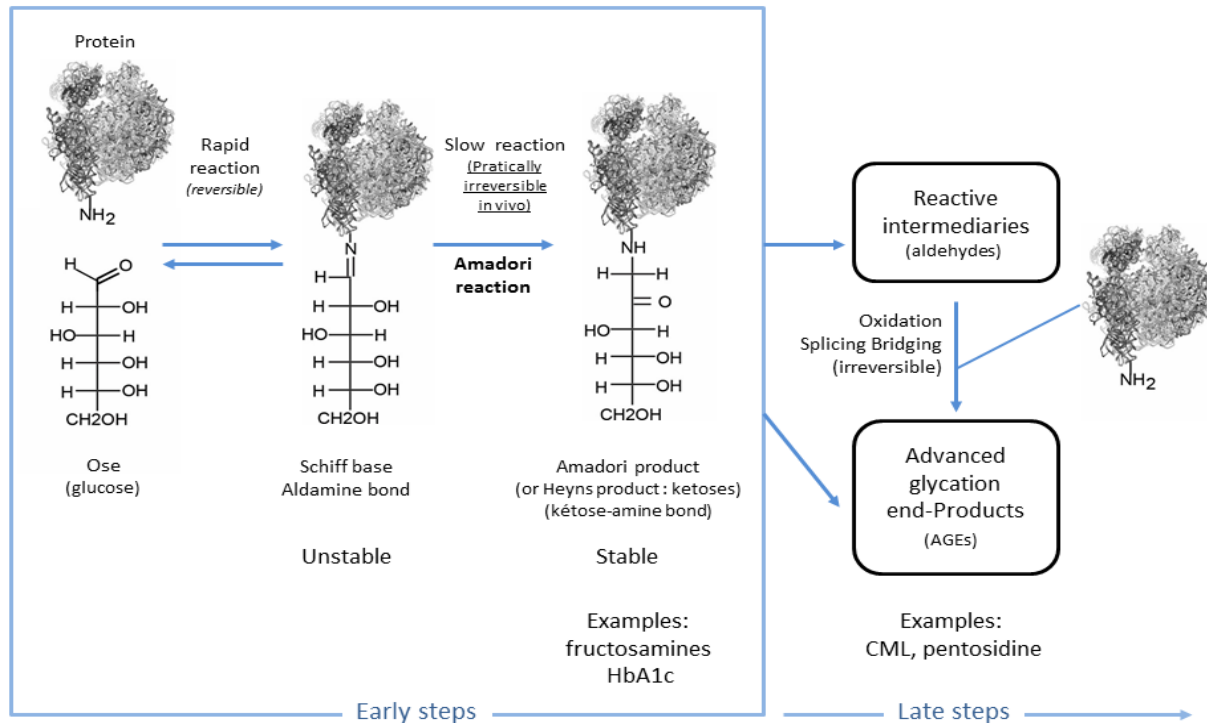 Protein
Rapid
reaction
(reversible)
Slow reaction
(Pratically
irreversible
in vivo)
Amadori
reaction
NH2
H
O
H
OH
HO
H
H
OH
H
OH
CH2OH
Ose
(glucose)
N
H
H
OH
HO
H
H
OH
H
OH
CH2OH
Schiff base
Aldamine bond
Unstable
NH
H
H
O
HO
H
H
OH
H
OH
CH2OH
Amadori product
(or Heyns product : ketoses)
(kétose-amine bond)
Stable
Examples:
fructosamines
HbA1c
Reactive
intermediaries
(aldehydes)
Oxidation
Splicing Bridging
(irreversible)
NH2
Advanced
glycation
end-Products
(AGEs)
Examples:
CML, pentosidine
Early steps
Late steps